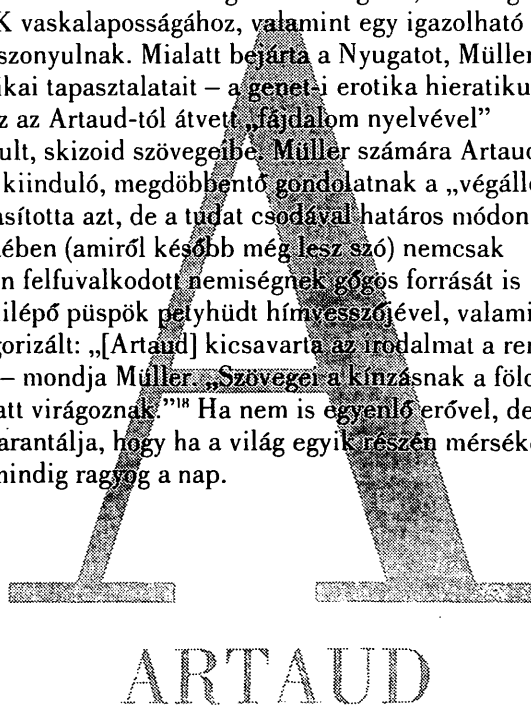 K vaskalaposságához, valamint egy igazolható
szonyulnak. Mialatt bejárta a Nyugatot, Müller
ikai tapasztalatait – a genet-i erotika hieratiku
z az Artaud-tól átvett „fájdalom nyelvével”
ult, skizoid szövegeibe. Müller számára Artaud
kiinduló, megdöbbentő gondolatnak a „végállo
asította azt, de a tudat csodával határos módon
ében (amiről később még lesz szó) nemcsak
n felfuvalkodott nemiségnek gőgös forrását is
ilépő püspök petyhüdt hímvesszőjével, valami
gorizált: „[Artaud] kicsavarta az irodalmat a ren
– mondja Müller. „Szövegei a kínzásnak a föld
att virágoznak.”¹⁸ Ha nem is egyenlő erővel, de
arantálja, hogy ha a világ egyik részén mérséke
mindig ragyog a nap.
A
ARTAUD